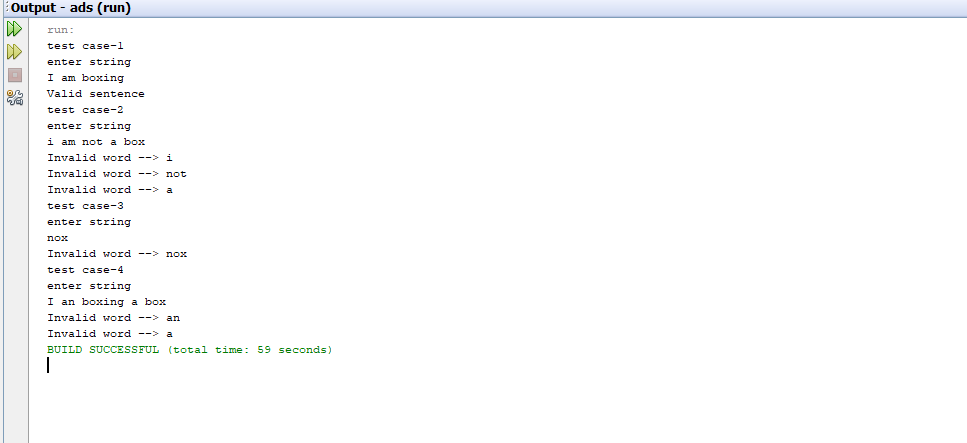 Output - ads (run)
run:
test case-1
enter string
I am boxing
Valid sentence
test case-2
enter string
i am not a box
Invalid word --> i
Invalid word --> not
Invalid word --> a
test case-3
enter string
nox
Invalid word --> nox
test case-4
enter string
I an boxing a box
Invalid word --> an
Invalid word --> a
BUILD SUCCESSFUL (total time: 59 seconds)